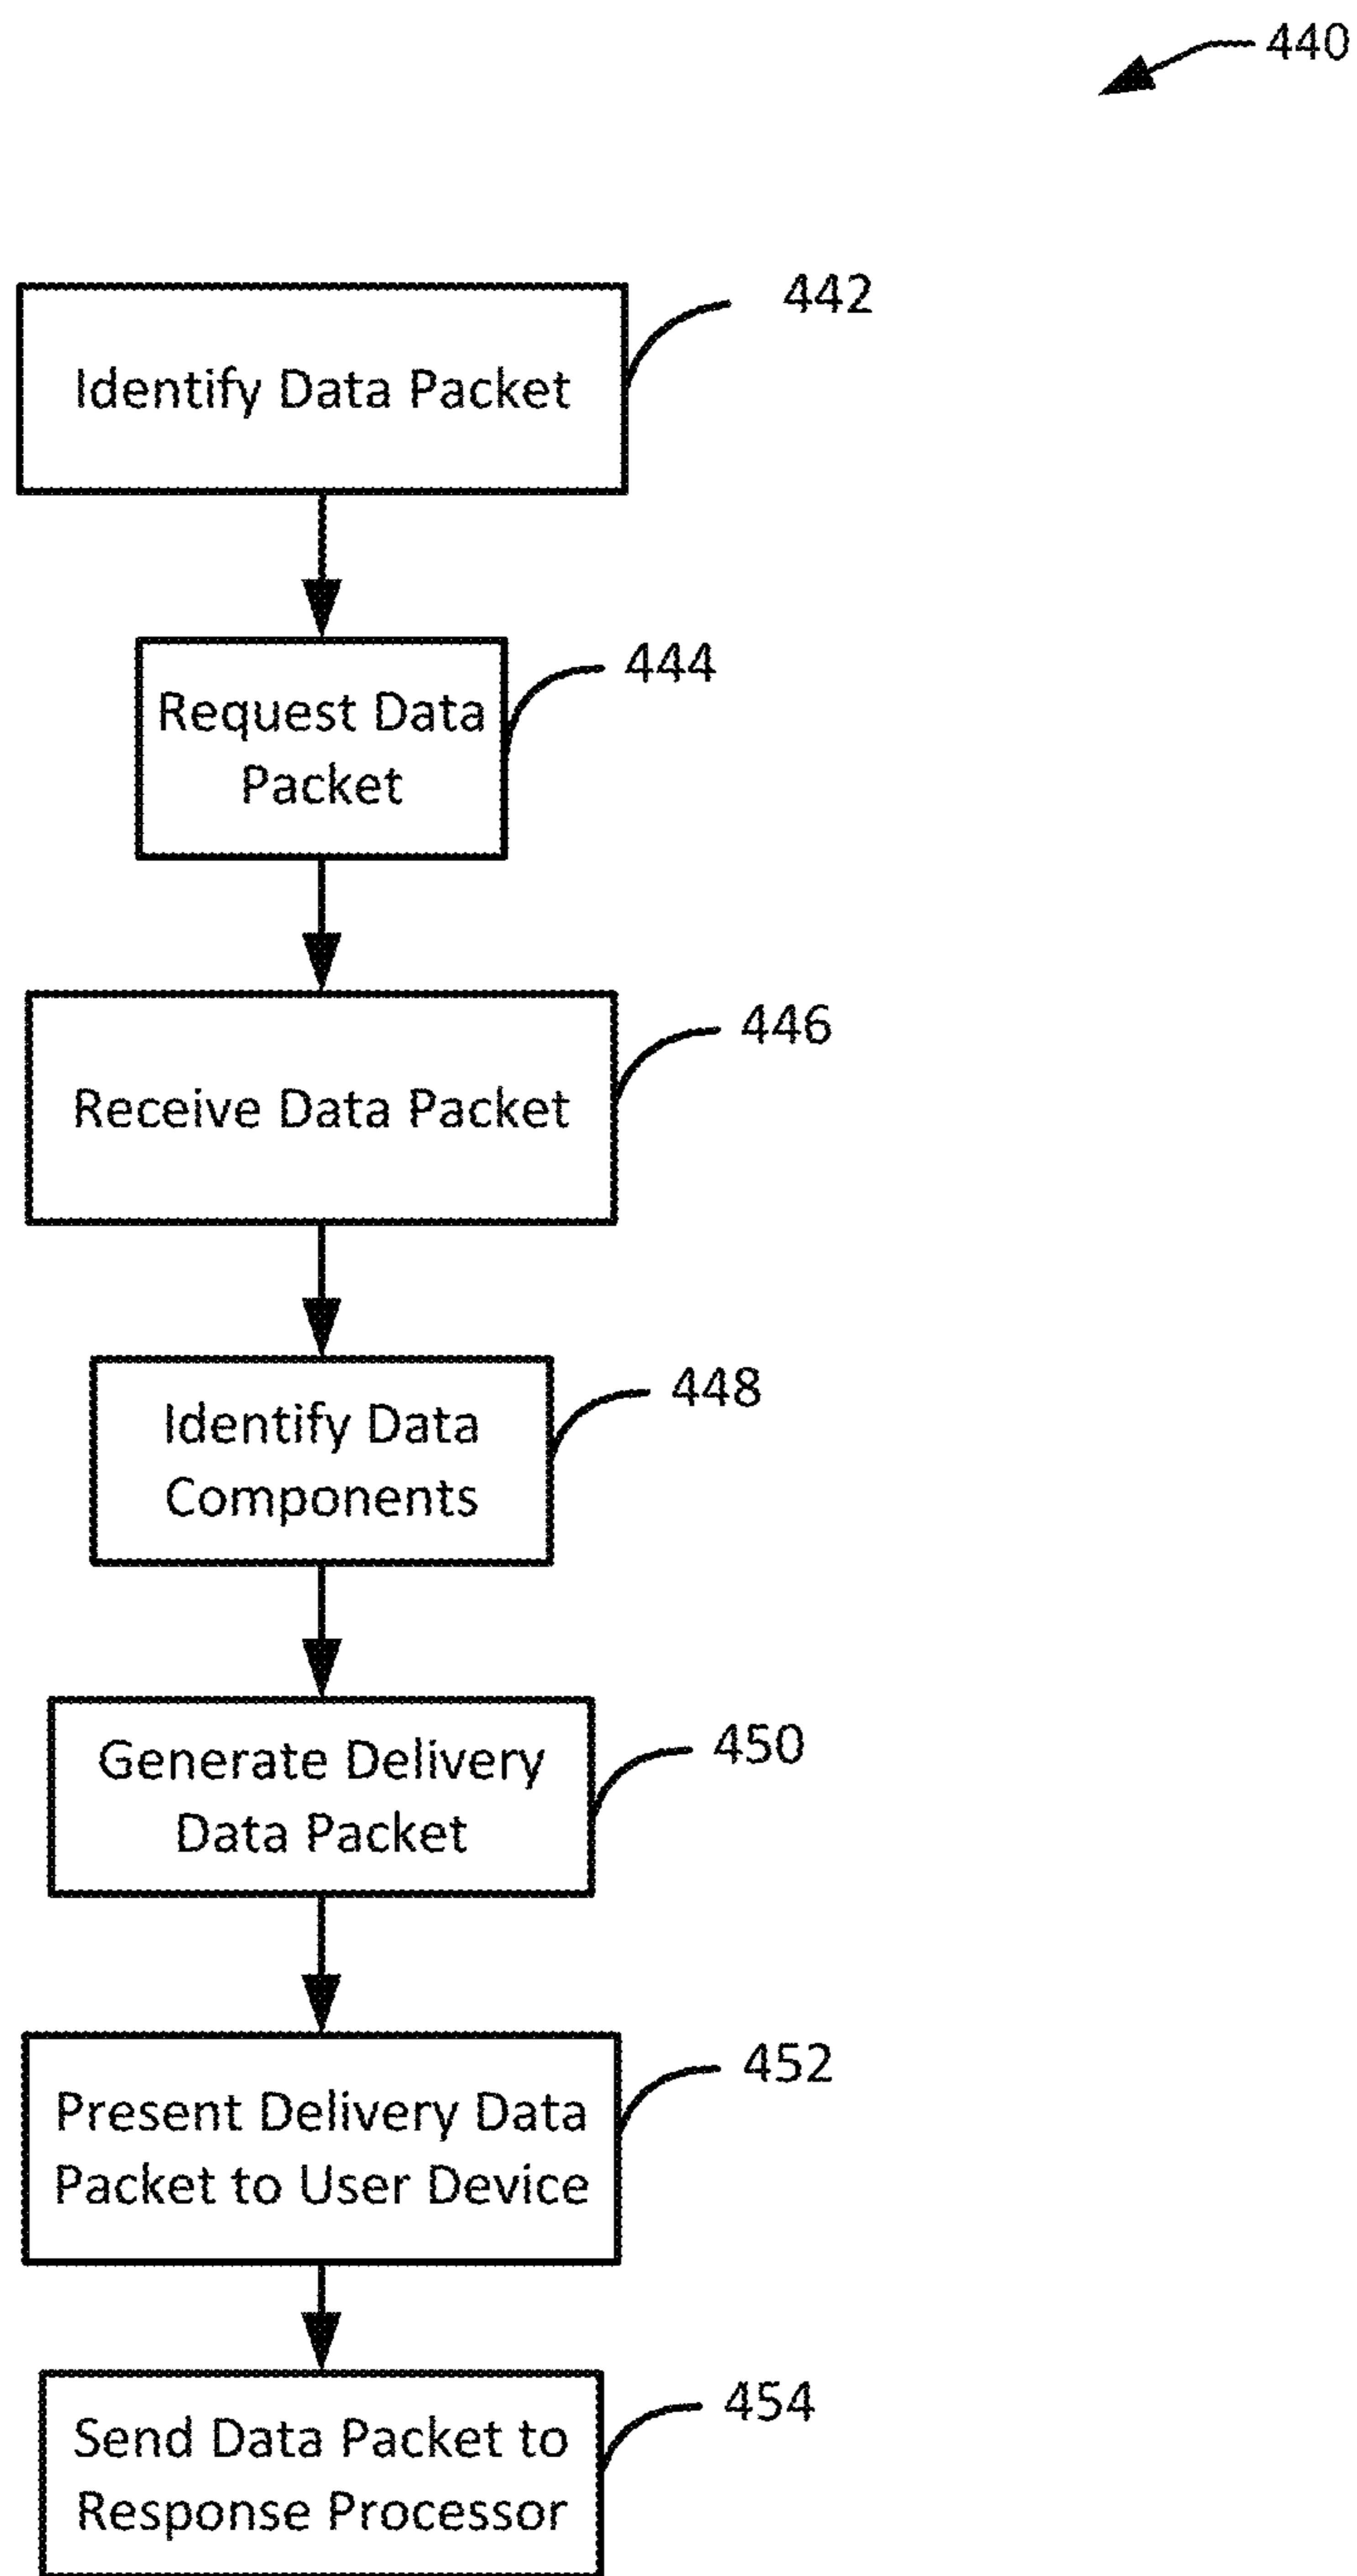 440
442
Identify Data Packet
444
Request Data
Packet
446
Receive Data Packet
448
Identify Data
Components
450
Generate Delivery
Data Packet
452
Present Delivery Data
Packet to User Device
454
Send Data Packet to
Response Processor